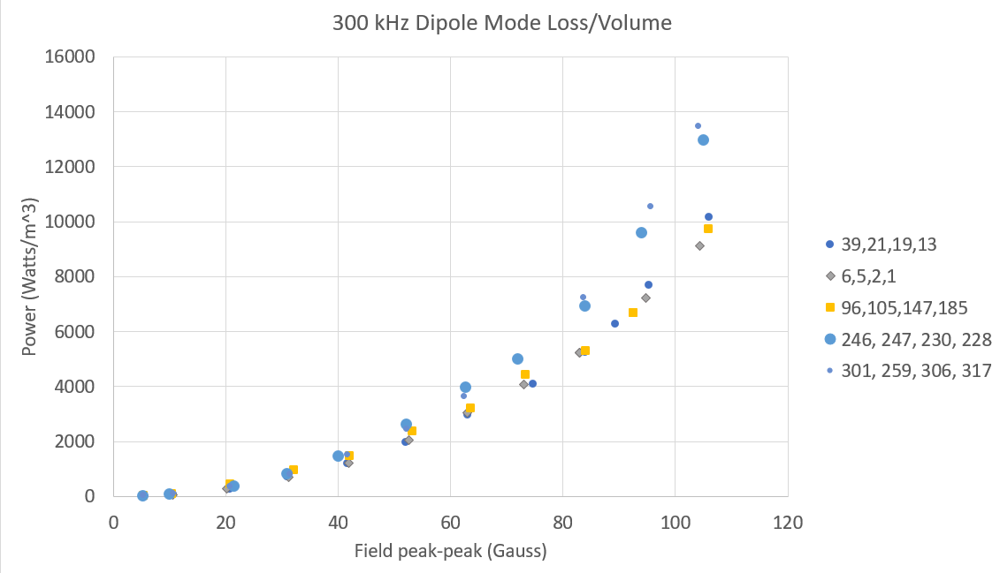 300 kHz Dipole Mode Loss/Volume
16000
14000
12000
10000
8000
6000
4000
2000
0
Power (Watts/m^3)
0 20 40 60 80 100 120
Field peak-peak (Gauss)
39,21,19,13
6,5,2,1
96,105,147,185
246, 247, 230, 228
301, 259, 306, 317